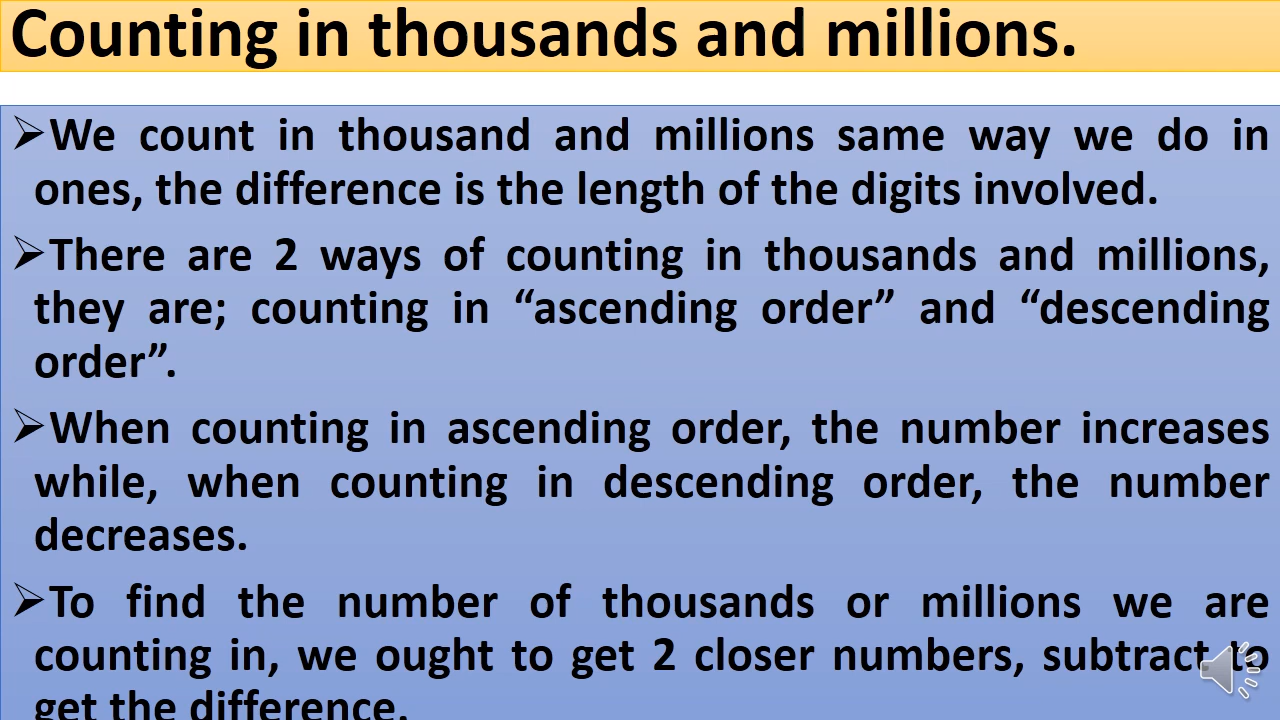 Counting in thousands and millions.
➢We count in thousand and millions same way we do in
ones, the difference is the length of the digits involved.
➢There are 2 ways of counting in thousands and millions,
they are; counting in “ascending order” and “descending
order”.
➢When counting in ascending order, the number increases
while, when counting in descending order, the number
decreases.
➢To find the number of thousands or millions we are
counting in, we ought to get 2 closer numbers, subtract to
get the difference.